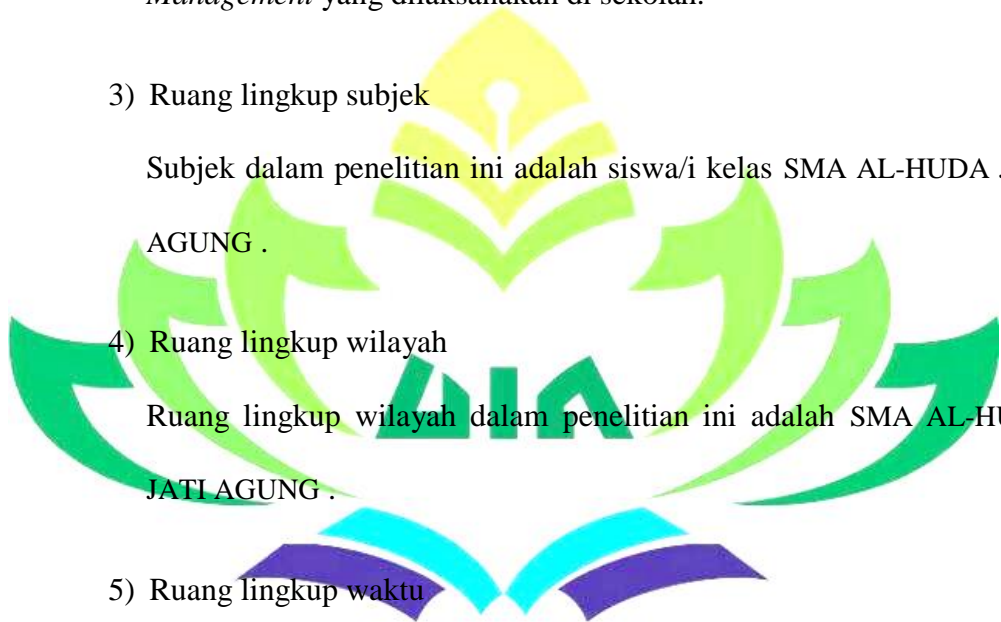 Management yang dilaksanakan di sekolah.
3) Ruang lingkup subjek
Subjek dalam penelitian ini adalah siswa/i kelas SMA AL-HUDA
AGUNG .
4) Ruang lingkup wilayah
Ruang lingkup wilayah dalam penelitian ini adalah SMA
JATI AGUNG .
5) Ruang lingkup waktu